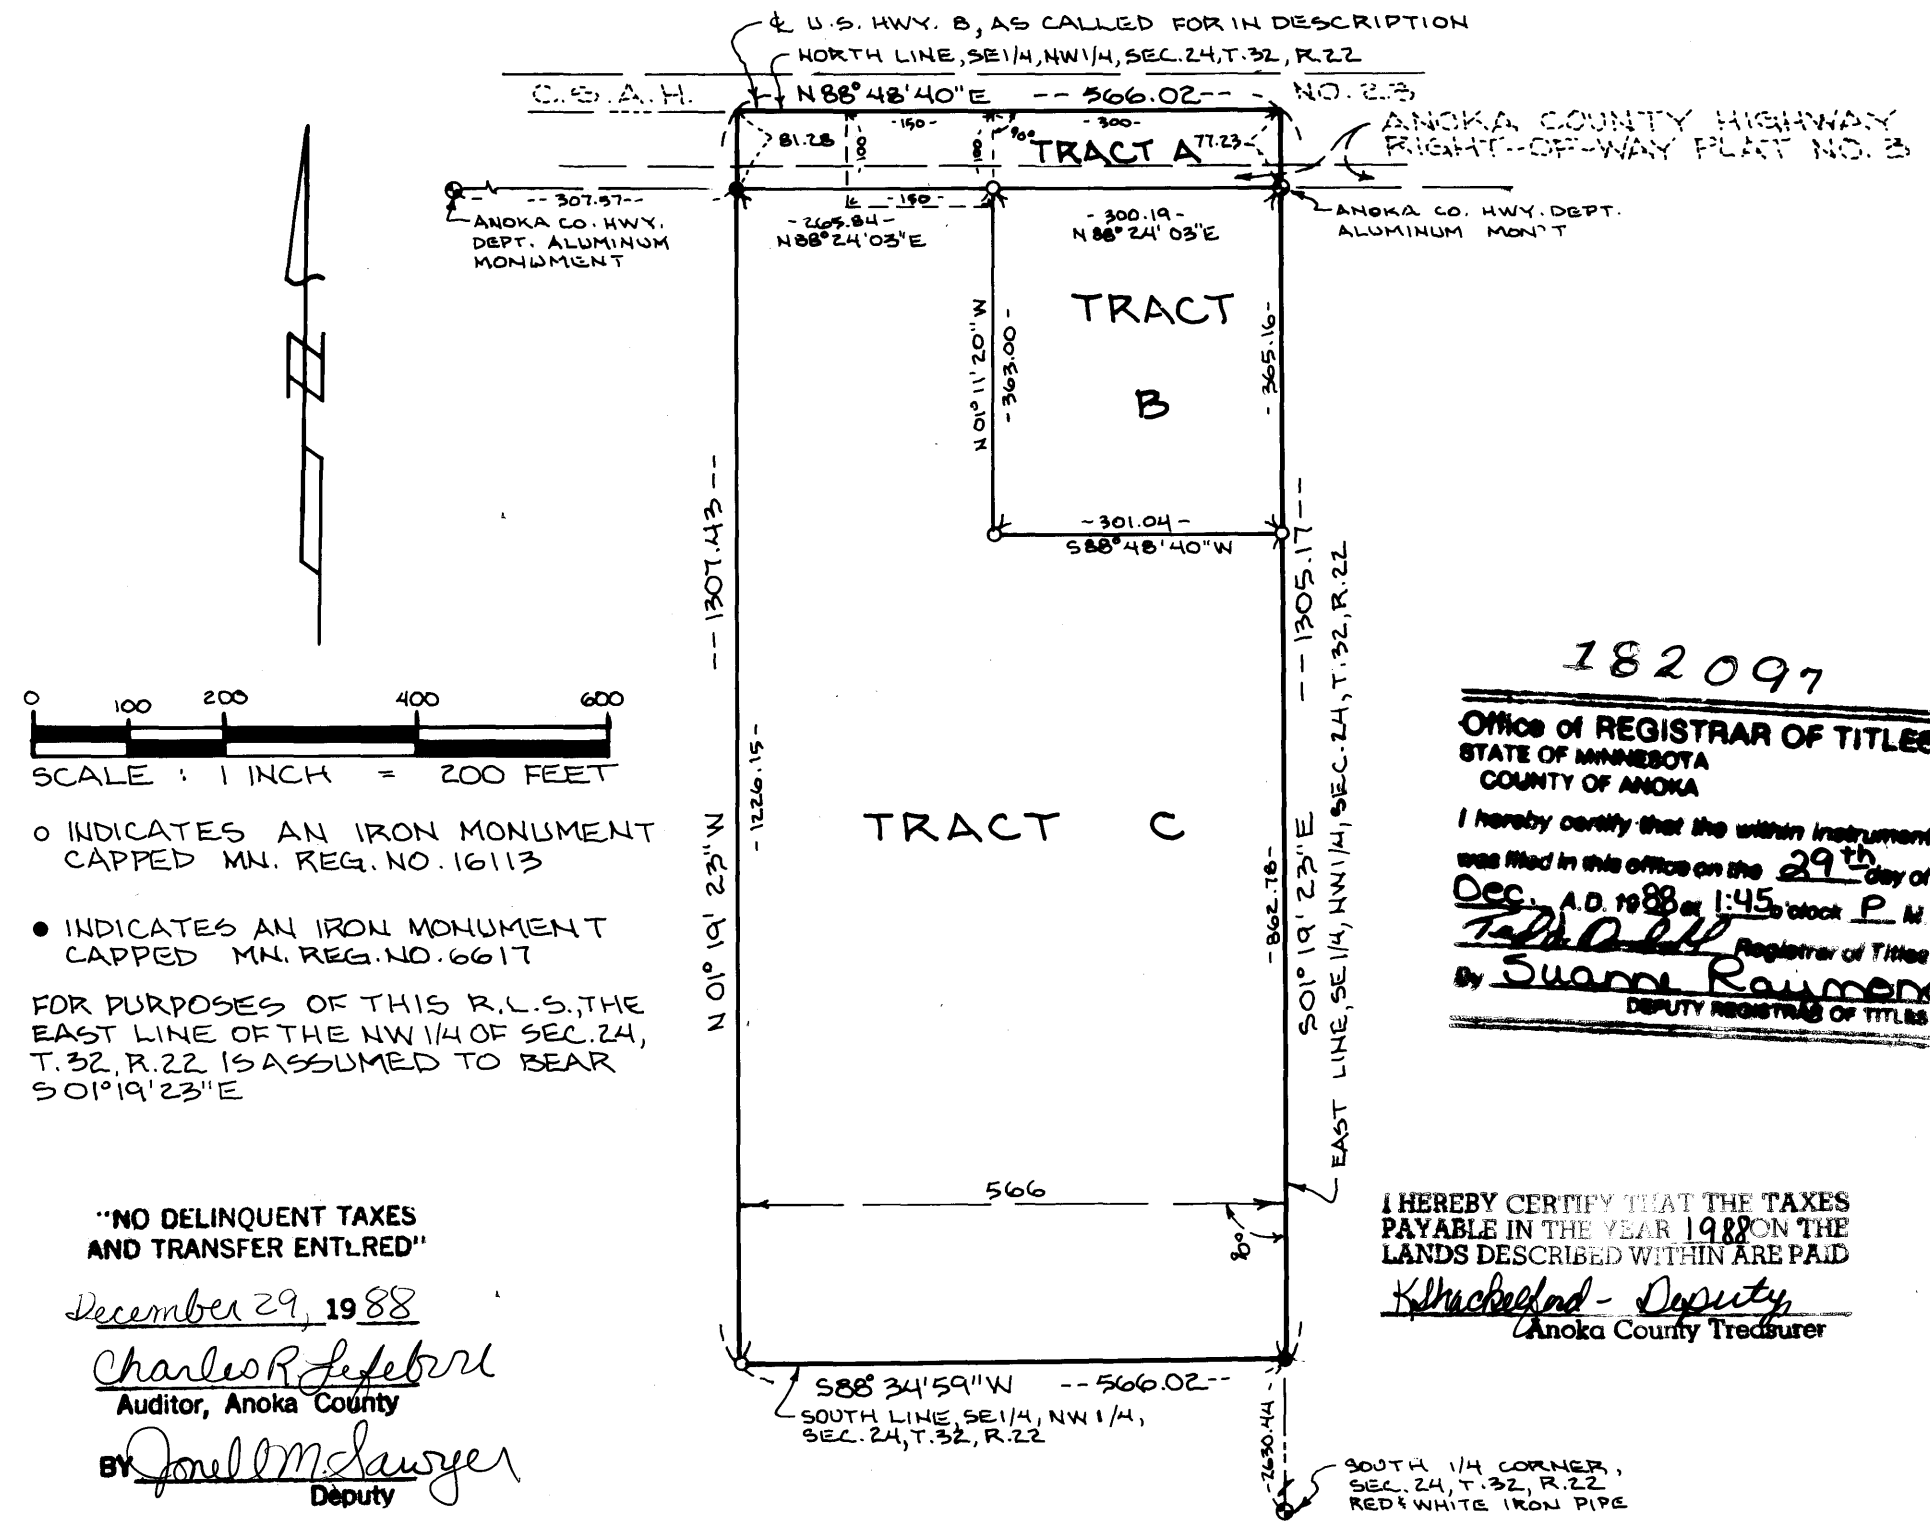 ℄ U.S. HWY. 8, AS CALLED FOR IN DESCRIPTION
NORTH LINE, SE1/4, NW1/4, SEC.24, T.32, R.22
C.S.A.H. NO. 23
N88°48'40"E --566.02--
ANOKA COUNTY HIGHWAY
RIGHT-OF-WAY PLAT NO. 3
81.28
-150-
100
100
90°
-300-
TRACT A
77.23
--307.57--
ANOKA CO. HWY.
DEPT. ALUMINUM
MONUMENT
-150-
-265.84-
N88°24'03"E
-300.19-
N88°24'03"E
ANOKA CO. HWY. DEPT.
ALUMINUM MON'T
TRACT
B
N01°11'20"W
-363.00-
-365.16-
-301.04-
S88°48'40"W
--1307.43--
N01°19'23"W
-1226.15-
TRACT C
-862.78-
--1305.17--
S01°19'23"E
EAST LINE, SE1/4, NW1/4, SEC.24, T.32, R.22
0 100 200 400 600
SCALE : 1 INCH = 200 FEET
○ INDICATES AN IRON MONUMENT
CAPPED MN. REG. NO. 16113
● INDICATES AN IRON MONUMENT
CAPPED MN. REG. NO. 6617
FOR PURPOSES OF THIS R.L.S., THE
EAST LINE OF THE NW 1/4 OF SEC.24,
T.32, R.22 IS ASSUMED TO BEAR
S01°19'23"E
182097
Office of REGISTRAR OF TITLES
STATE OF MINNESOTA
COUNTY OF ANOKA
I hereby certify that the within instrument
was filed in this office on the 29th day of
Dec. A.D. 1988 at 1:45 o'clock P M.
Registrar of Titles
By Suanne Raymond
DEPUTY REGISTRAR OF TITLES
566
90°
"NO DELINQUENT TAXES
AND TRANSFER ENTERED"
December 29, 1988
Charles R. Lefebvre
Auditor, Anoka County
BY Jonell M. Sawyer
Deputy
I HEREBY CERTIFY THAT THE TAXES
PAYABLE IN THE YEAR 1988 ON THE
LANDS DESCRIBED WITHIN ARE PAID
K Shackelford - Deputy
Anoka County Treasurer
S88°34'59"W --566.02--
SOUTH LINE, SE1/4, NW1/4,
SEC.24, T.32, R.22
-2630.44-
SOUTH 1/4 CORNER,
SEC. 24, T.32, R.22
RED & WHITE IRON PIPE